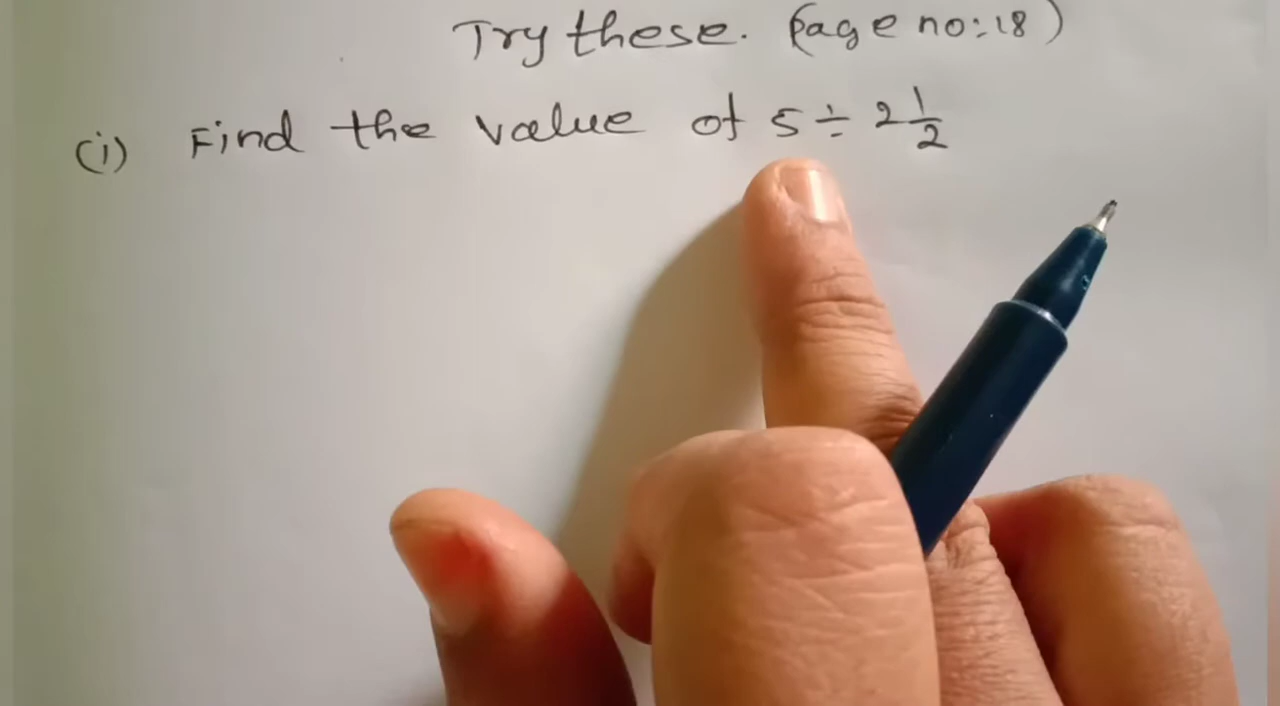 Try these. (Page no:18)
(i) Find the value of 5 ÷ 2 1/2